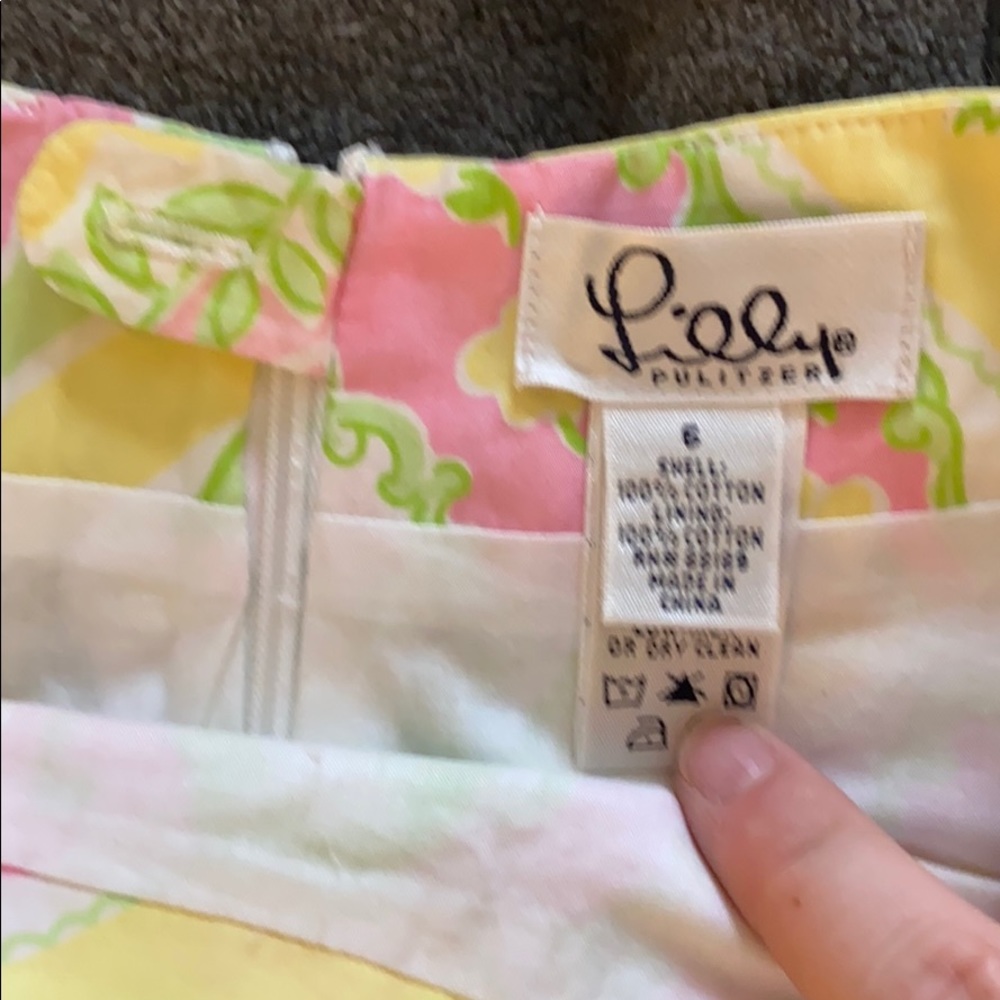 Lilly®
PULITZER
6
SHELL:
100% COTTON
LINING:
100% COTTON
MADE IN
CHINA
OR DRY CLEAN